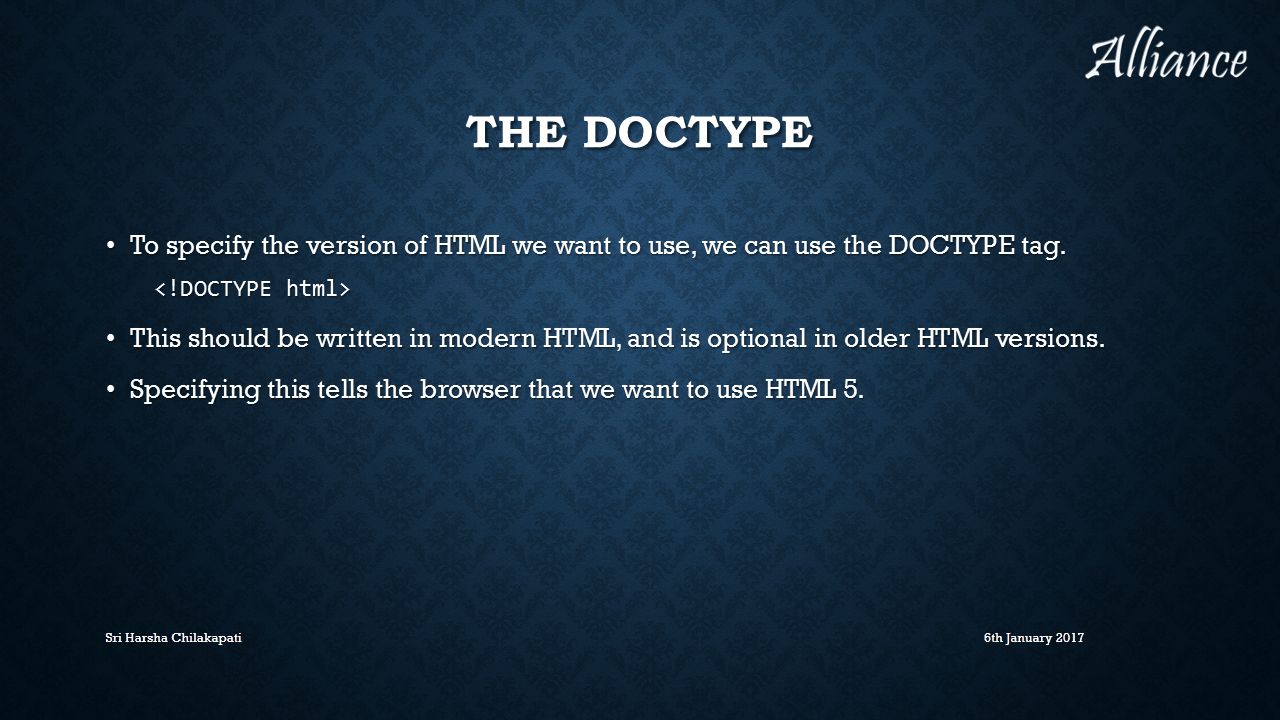 Alliance
THE DOCTYPE
• To specify the version of HTML we want to use, we can use the DOCTYPE tag.
<!DOCTYPE html>
• This should be written in modern HTML, and is optional in older HTML versions.
• Specifying this tells the browser that we want to use HTML 5.
Sri Harsha Chilakapati
6th January 2017